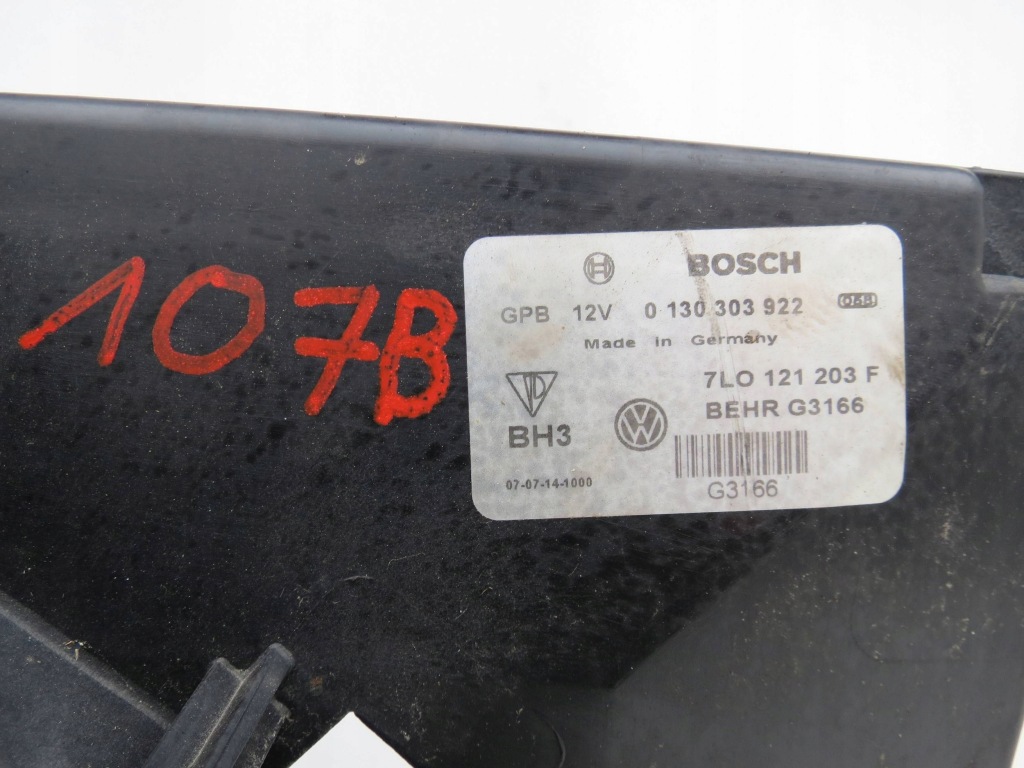 107B
BOSCH
GPB 12V 0 130 303 922
Made in Germany
7L0 121 203 F
BEHR G3166
BH3
07-07-14-1000
G3166